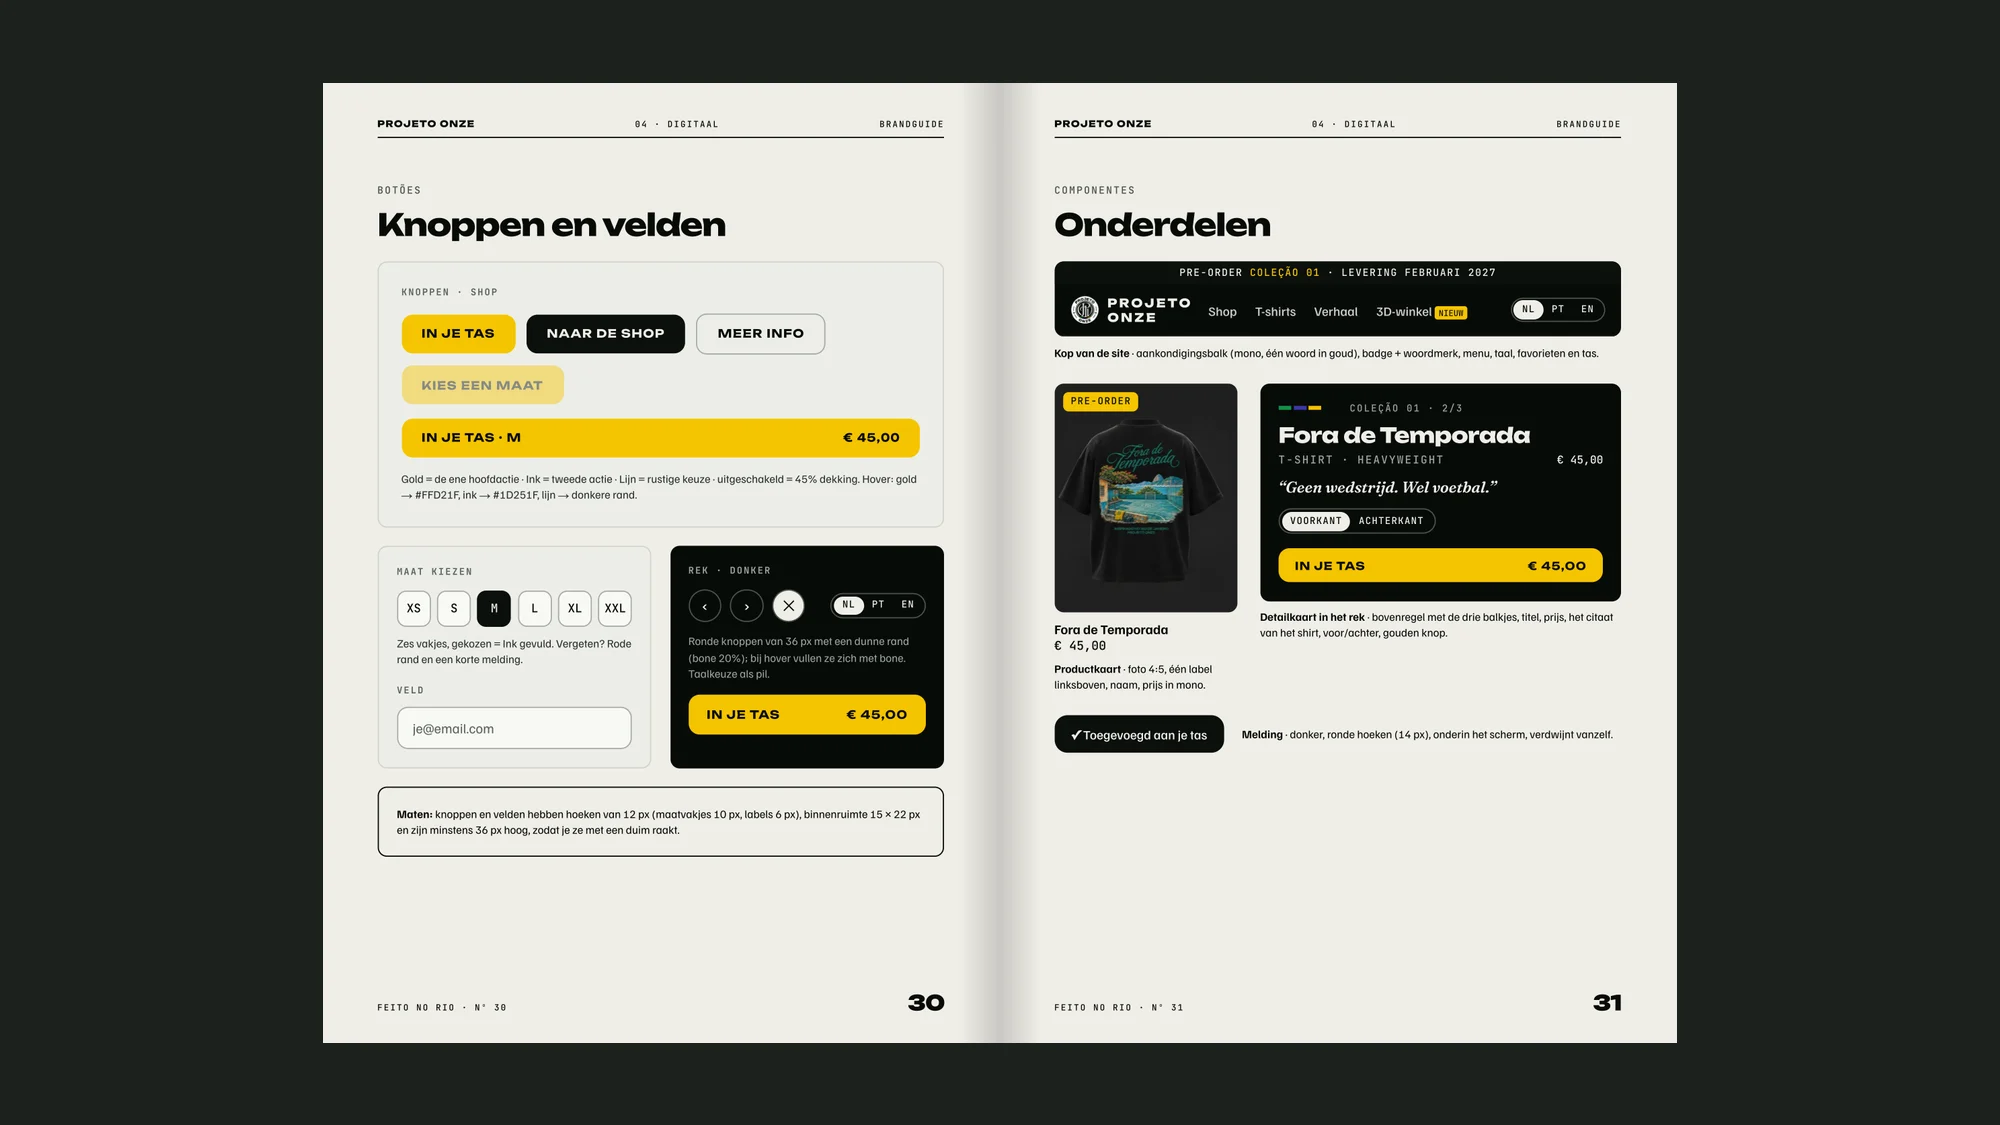 PROJETO ONZE
04 · DIGITAAL
BRANDGUIDE
BOTÕES
Knoppen en velden
KNOPPEN · SHOP
IN JE TAS
NAAR DE SHOP
MEER INFO
KIES EEN MAAT
IN JE TAS · M
€ 45,00
Gold = de ene hoofdactie · Ink = tweede actie · Lijn = rustige keuze · uitgeschakeld = 45% dekking. Hover: gold
→ #FFD21F, ink → #1D251F, lijn → donkere rand.
MAAT KIEZEN
XS S M L XL XXL
Zes vakjes, gekozen = Ink gevuld. Vergeten? Rode
rand en een korte melding.
VELD
je@email.com
REK · DONKER
‹ › ×
NL PT EN
Ronde knoppen van 36 px met een dunne rand
(bone 20%); bij hover vullen ze zich met bone.
Taalkeuze als pil.
IN JE TAS
€ 45,00
Maten: knoppen en velden hebben hoeken van 12 px (maatvakjes 10 px, labels 6 px), binnenruimte 15 × 22 px
en zijn minstens 36 px hoog, zodat je ze met een duim raakt.
FEITO NO RIO · N° 30
30
PROJETO ONZE
04 · DIGITAAL
BRANDGUIDE
COMPONENTES
Onderdelen
PRE-ORDER COLEÇÃO 01 · LEVERING FEBRUARI 2027
PROJETO
ONZE
Shop
T-shirts
Verhaal
3D-winkel NIEUW
NL PT EN
Kop van de site · aankondigingsbalk (mono, één woord in goud), badge + woordmerk, menu, taal, favorieten en tas.
PRE-ORDER
Fora de
Temporada
Fora de Temporada
€ 45,00
Productkaart · foto 4:5, één label
linksboven, naam, prijs in mono.
COLEÇÃO 01 · 2/3
Fora de Temporada
T-SHIRT · HEAVYWEIGHT
€ 45,00
“Geen wedstrijd. Wel voetbal.”
VOORKANT ACHTERKANT
IN JE TAS
€ 45,00
Detailkaart in het rek · bovenregel met de drie balkjes, titel, prijs, het citaat
van het shirt, voor/achter, gouden knop.
✓ Toegevoegd aan je tas
Melding · donker, ronde hoeken (14 px), onderin het scherm, verdwijnt vanzelf.
FEITO NO RIO · N° 31
31